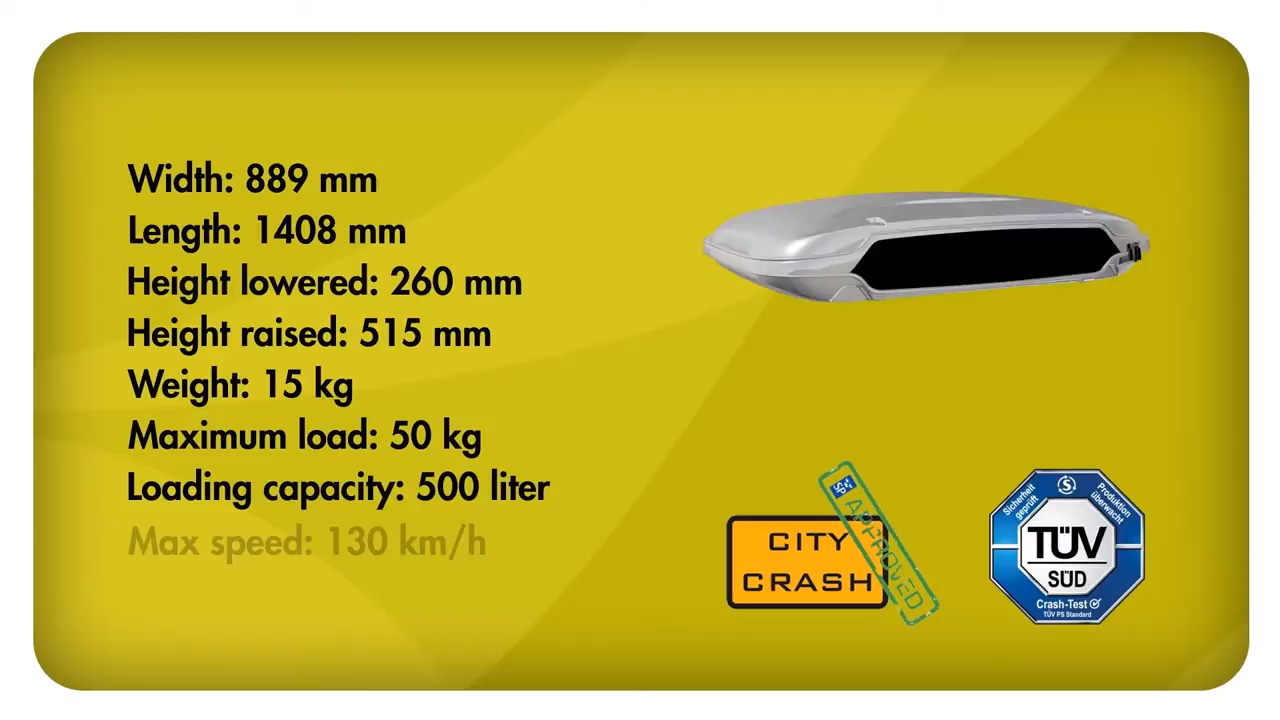 Width: 889 mm
Length: 1408 mm
Height lowered: 260 mm
Height raised: 515 mm
Weight: 15 kg
Maximum load: 50 kg
Loading capacity: 500 liter
Max speed: 130 km/h
CITY
CRASH
SP APPROVED
Sicherheit
geprüft
S
Produktion
überwacht
TÜV
SÜD
Crash-Test
TÜV PS Standard